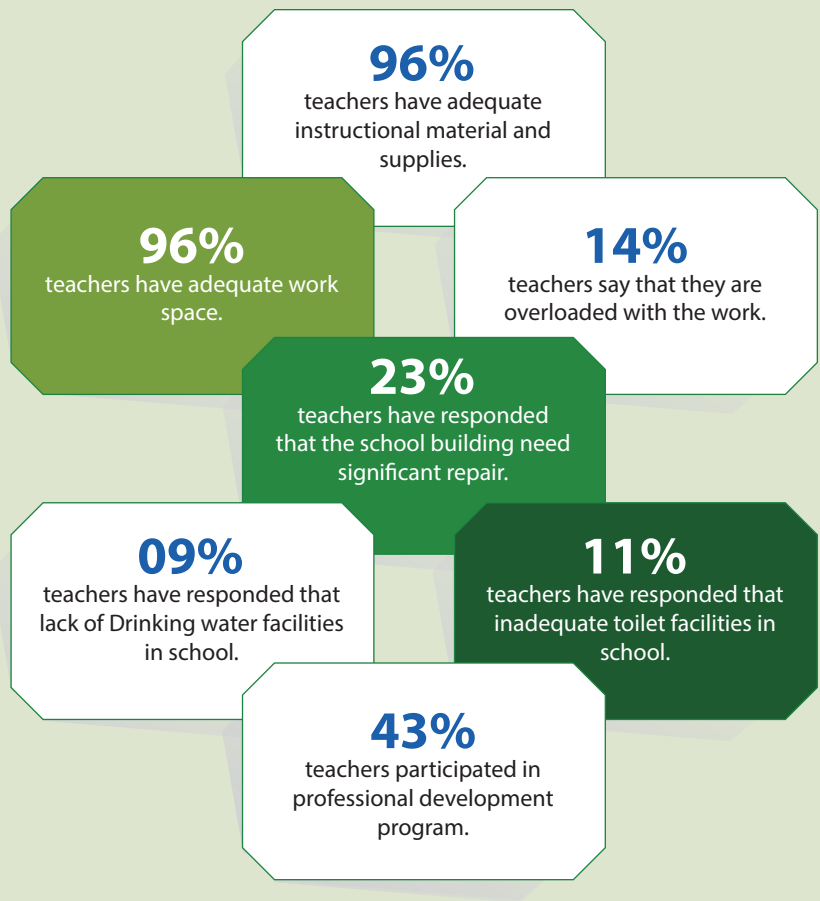 96%
teachers have adequate
instructional material and
supplies.
96%
teachers have adequate work
space.
14%
teachers say that they are
overloaded with the work.
23%
teachers have responded
that the school building need
significant repair.
09%
teachers have responded that
lack of Drinking water facilities
in school.
11%
teachers have responded that
inadequate toilet facilities in
school.
43%
teachers participated in
professional development
program.